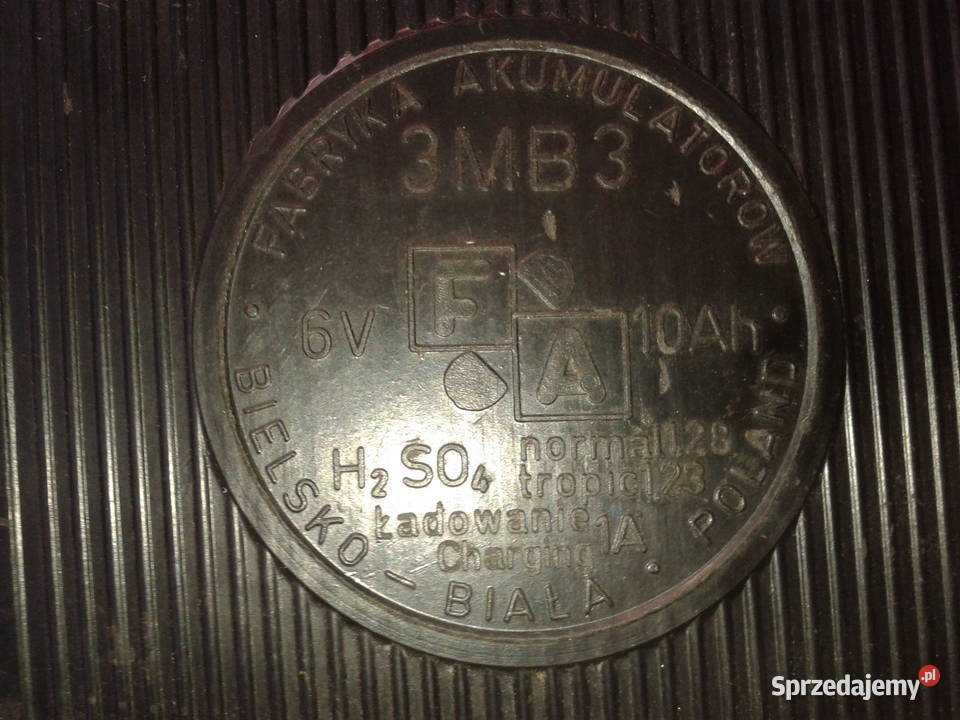 FABRYKA AKUMULATORÓW
3MB3
F
6V
10Ah
A
H₂SO₄ normal 1,28
tropic 1,23
Ładowanie
Charging 1A
BIELSKO – BIAŁA • POLAND
Sprzedajemy.pl